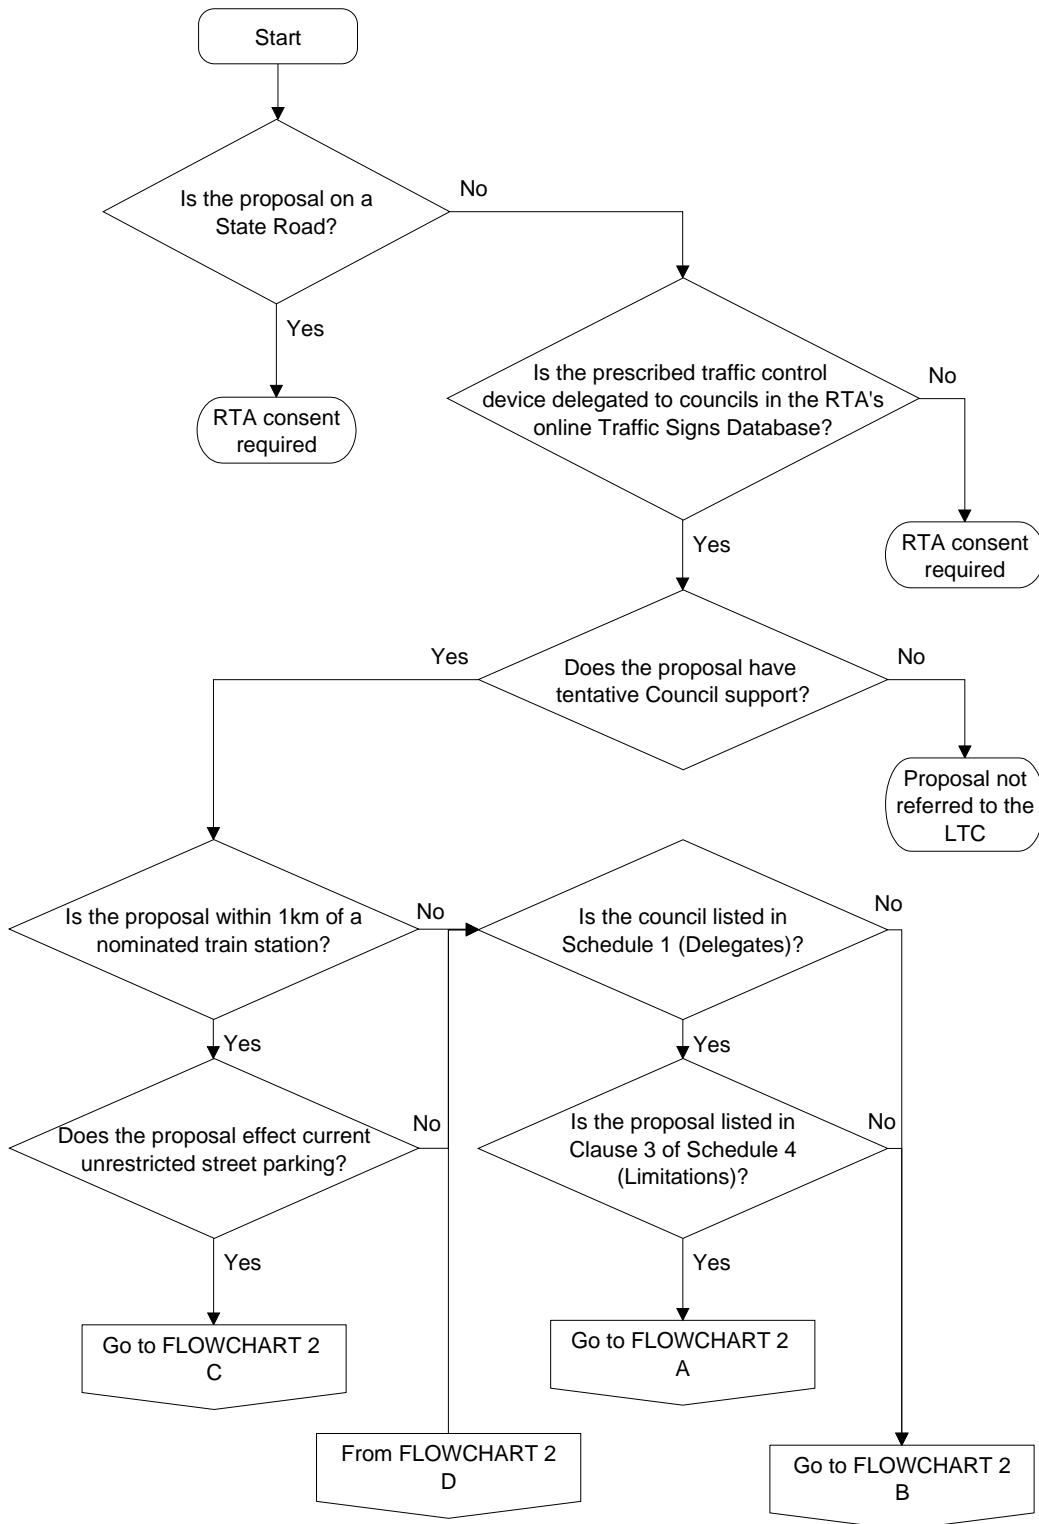 Start
Is the proposal on a
State Road?
No
Yes
RTA consent
required
Is the prescribed traffic control
device delegated to councils in the RTA's
online Traffic Signs Database?
No
Yes
RTA consent
required
Does the proposal have
tentative Council support?
Yes
No
Proposal not
referred to the
LTC
Is the proposal within 1km of a
nominated train station?
No
Yes
Is the council listed in
Schedule 1 (Delegates)?
No
Yes
Does the proposal effect current
unrestricted street parking?
No
Yes
Is the proposal listed in
Clause 3 of Schedule 4
(Limitations)?
No
Yes
Go to FLOWCHART 2
C
Go to FLOWCHART 2
A
From FLOWCHART 2
D
Go to FLOWCHART 2
B